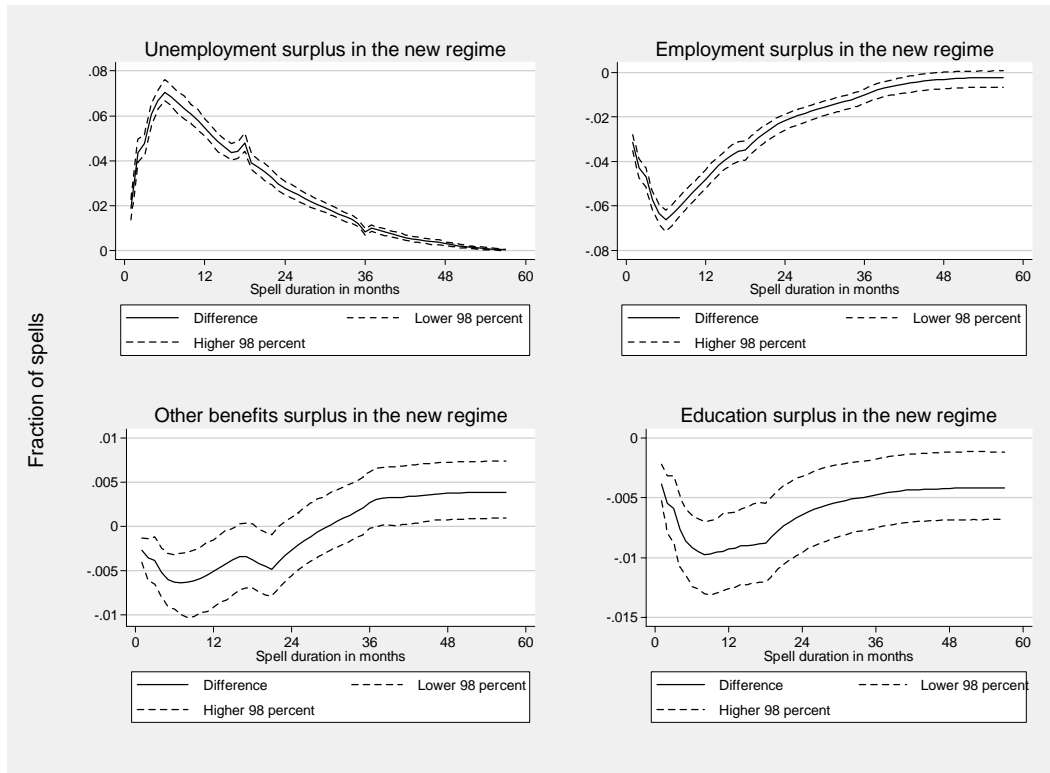 Fraction of spells
Unemployment surplus in the new regime
.08
.06
.04
.02
0
0 12 24 36 48 60
Spell duration in months
Difference Lower 98 percent
Higher 98 percent
Employment surplus in the new regime
0
-.02
-.04
-.06
-.08
0 12 24 36 48 60
Spell duration in months
Difference Lower 98 percent
Higher 98 percent
Other benefits surplus in the new regime
.01
.005
0
-.005
-.01
0 12 24 36 48 60
Spell duration in months
Difference Lower 98 percent
Higher 98 percent
Education surplus in the new regime
0
-.005
-.01
-.015
0 12 24 36 48 60
Spell duration in months
Difference Lower 98 percent
Higher 98 percent